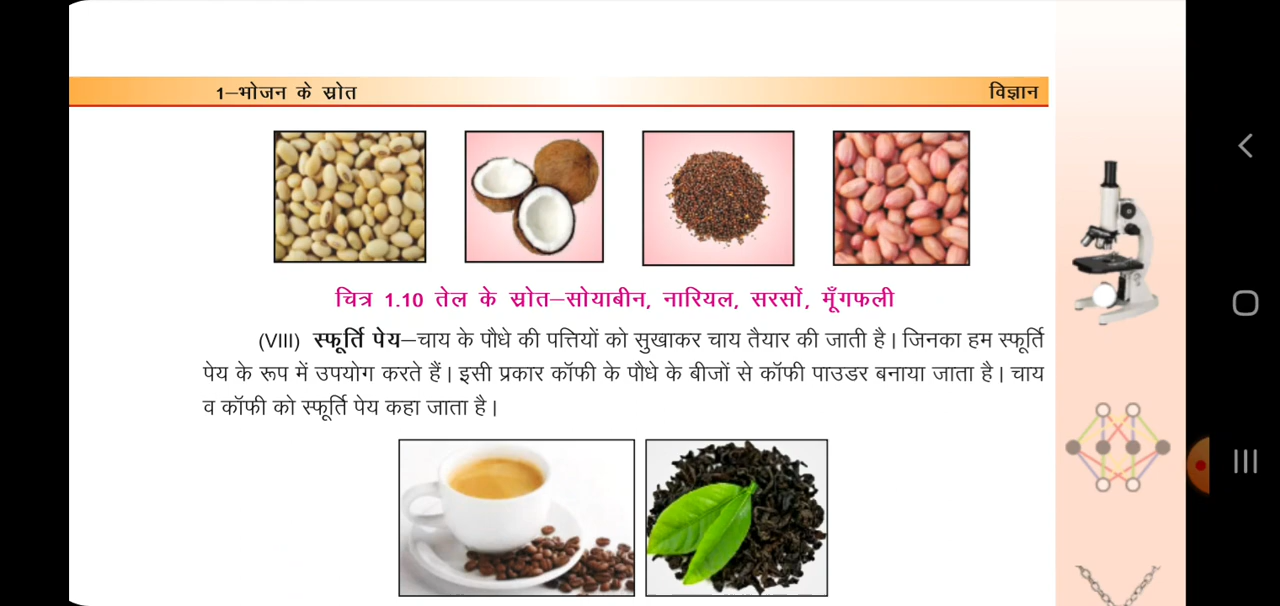 1–भोजन के स्रोत
विज्ञान
चित्र 1.10 तेल के स्रोत–सोयाबीन, नारियल, सरसों, मूँगफली
(VIII) स्फूर्ति पेय–चाय के पौधे की पत्तियों को सुखाकर चाय तैयार की जाती है। जिनका हम स्फूर्ति
पेय के रूप में उपयोग करते हैं। इसी प्रकार कॉफी के पौधे के बीजों से कॉफी पाउडर बनाया जाता है। चाय
व कॉफी को स्फूर्ति पेय कहा जाता है।